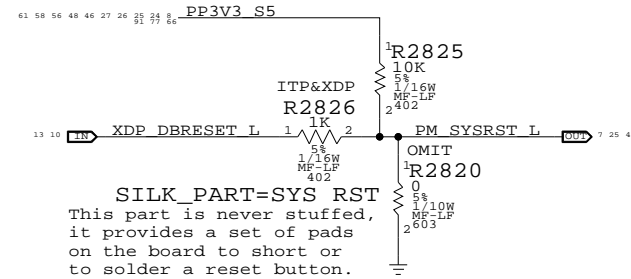 61 58 56 48 46 27 26 25 24 8 PP3V3_S5
91 77 66
1
R2825
10K
5%
1/16W
MF-LF
402
2
ITP&XDP
R2826
1K
13 10 IN XDP_DBRESET_L 1 2 PM_SYSRST_L OUT 7 25 4
5%
1/16W
MF-LF
402
OMIT
1
R2820
0
5%
1/10W
MF-LF
603
2
SILK_PART=SYS RST
This part is never stuffed,
it provides a set of pads
on the board to short or
to solder a reset button.